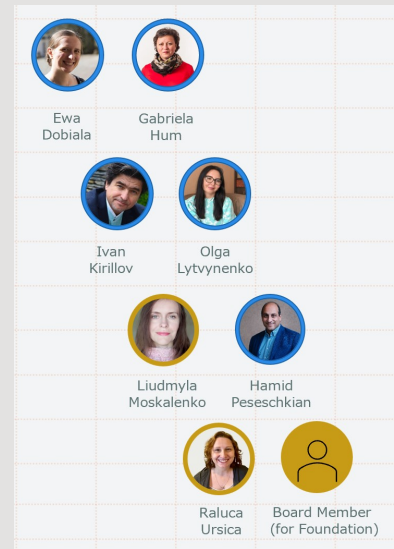 Ewa Gabriela
Dobiala Hum
Ivan Olga
Kirillov Lytvynenko
Liudmyla Hamid
Moskalenko Peseschkian
Raluca Board Member
Ursica (for Foundation)